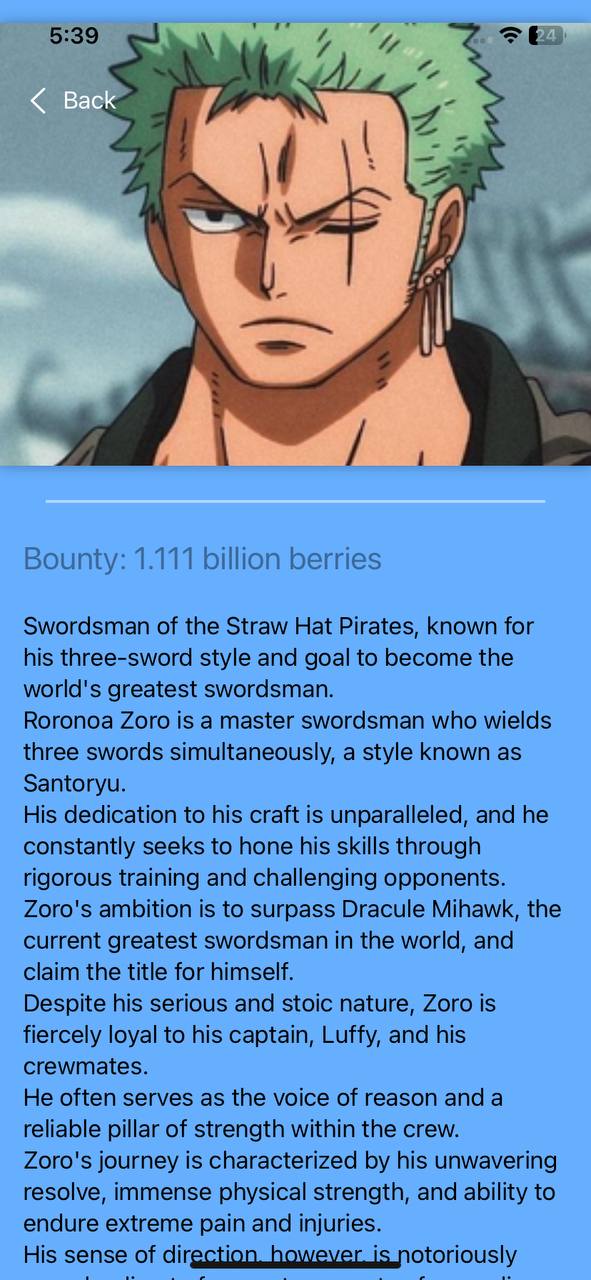 5:39
24
Back
Bounty: 1.111 billion berries
Swordsman of the Straw Hat Pirates, known for
his three-sword style and goal to become the
world's greatest swordsman.
Roronoa Zoro is a master swordsman who wields
three swords simultaneously, a style known as
Santoryu.
His dedication to his craft is unparalleled, and he
constantly seeks to hone his skills through
rigorous training and challenging opponents.
Zoro's ambition is to surpass Dracule Mihawk, the
current greatest swordsman in the world, and
claim the title for himself.
Despite his serious and stoic nature, Zoro is
fiercely loyal to his captain, Luffy, and his
crewmates.
He often serves as the voice of reason and a
reliable pillar of strength within the crew.
Zoro's journey is characterized by his unwavering
resolve, immense physical strength, and ability to
endure extreme pain and injuries.
His sense of direction, however, is notoriously